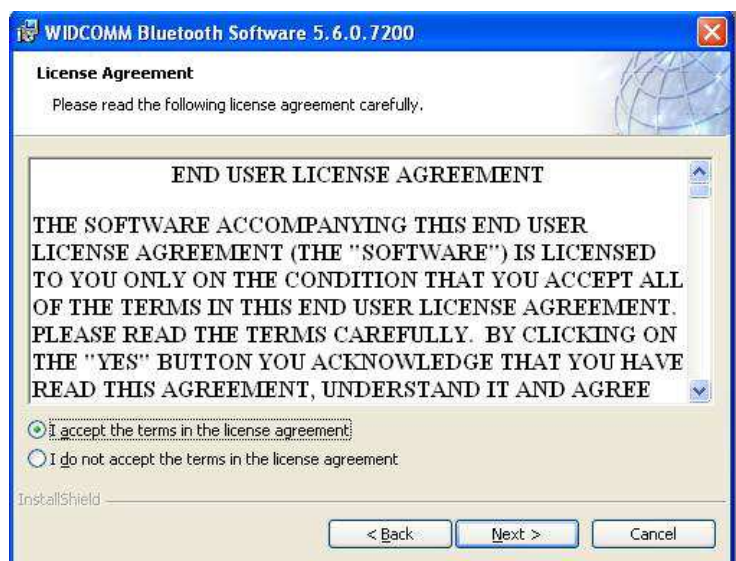 WIDCOMM Bluetooth Software 5.6.0.7200
License Agreement
Please read the following license agreement carefully.
END USER LICENSE AGREEMENT
THE SOFTWARE ACCOMPANYING THIS END USER
LICENSE AGREEMENT (THE "SOFTWARE") IS LICENSED
TO YOU ONLY ON THE CONDITION THAT YOU ACCEPT ALL
OF THE TERMS IN THIS END USER LICENSE AGREEMENT.
PLEASE READ THE TERMS CAREFULLY.  BY CLICKING ON
THE "YES" BUTTON YOU ACKNOWLEDGE THAT YOU HAVE
READ THIS AGREEMENT, UNDERSTAND IT AND AGREE
I accept the terms in the license agreement
I do not accept the terms in the license agreement
InstallShield
< Back Next > Cancel